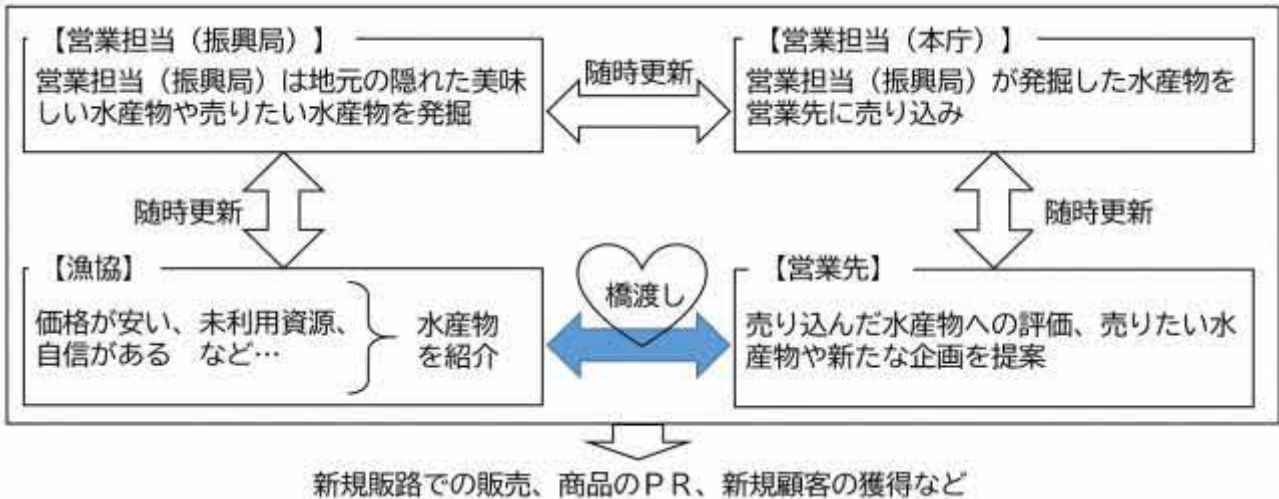 【営業担当（振興局）】
営業担当（振興局）は地元の隠れた美味
しい水産物や売りたい水産物を発掘
随時更新
【営業担当（本庁）】
営業担当（振興局）が発掘した水産物を
営業先に売り込み
随時更新
随時更新
【漁協】
価格が安い、未利用資源、
自信がある　など…
水産物
を紹介
橋渡し
【営業先】
売り込んだ水産物への評価、売りたい水
産物や新たな企画を提案
新規販路での販売、商品のＰＲ、新規顧客の獲得など